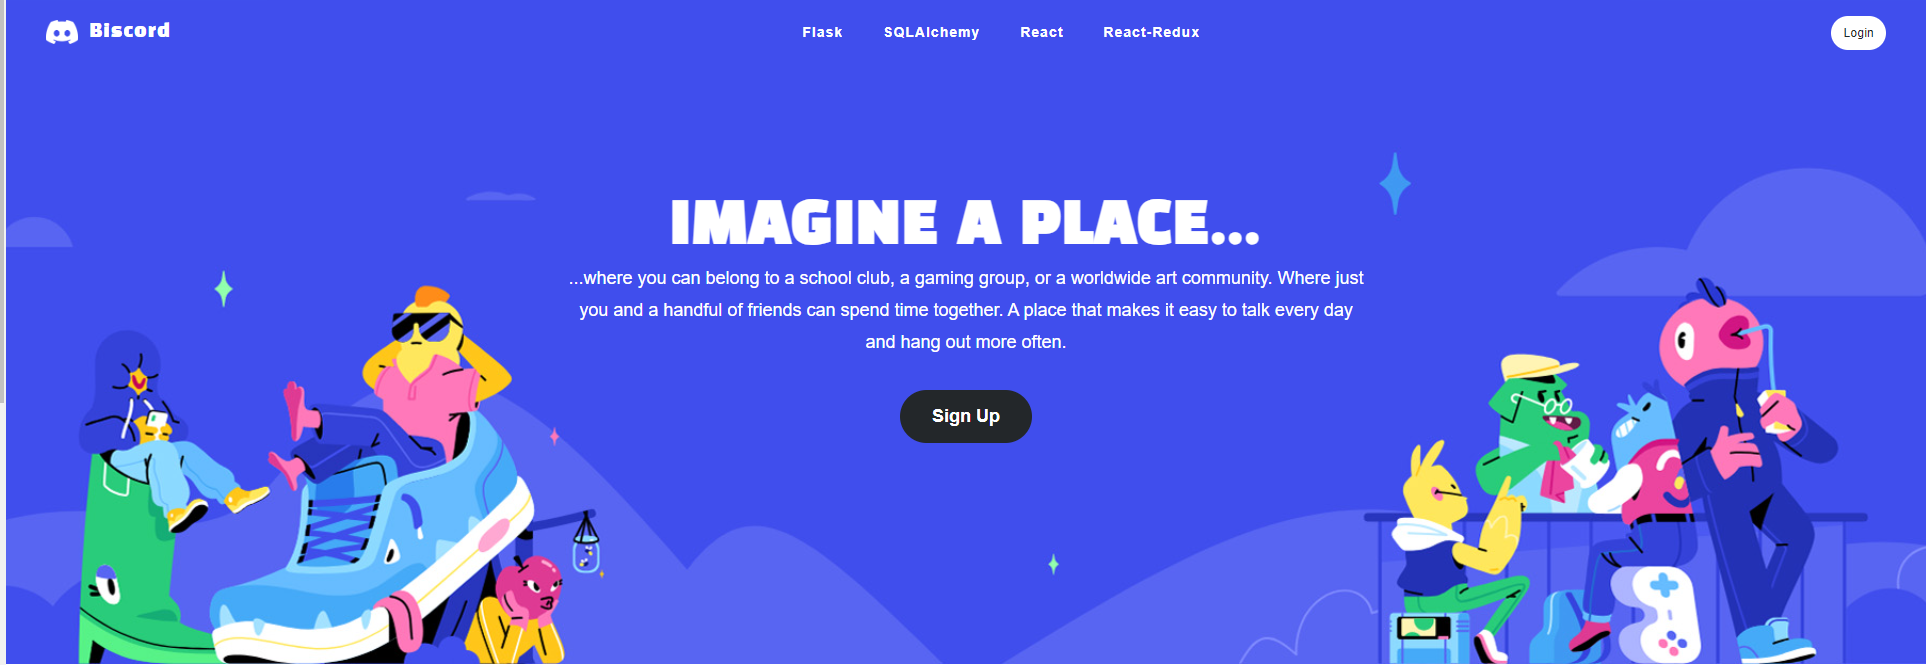 Biscord
Flask
SQLAlchemy
React
React-Redux
Login
IMAGINE A PLACE...
...where you can belong to a school club, a gaming group, or a worldwide art community. Where just
you and a handful of friends can spend time together. A place that makes it easy to talk every day
and hang out more often.
Sign Up